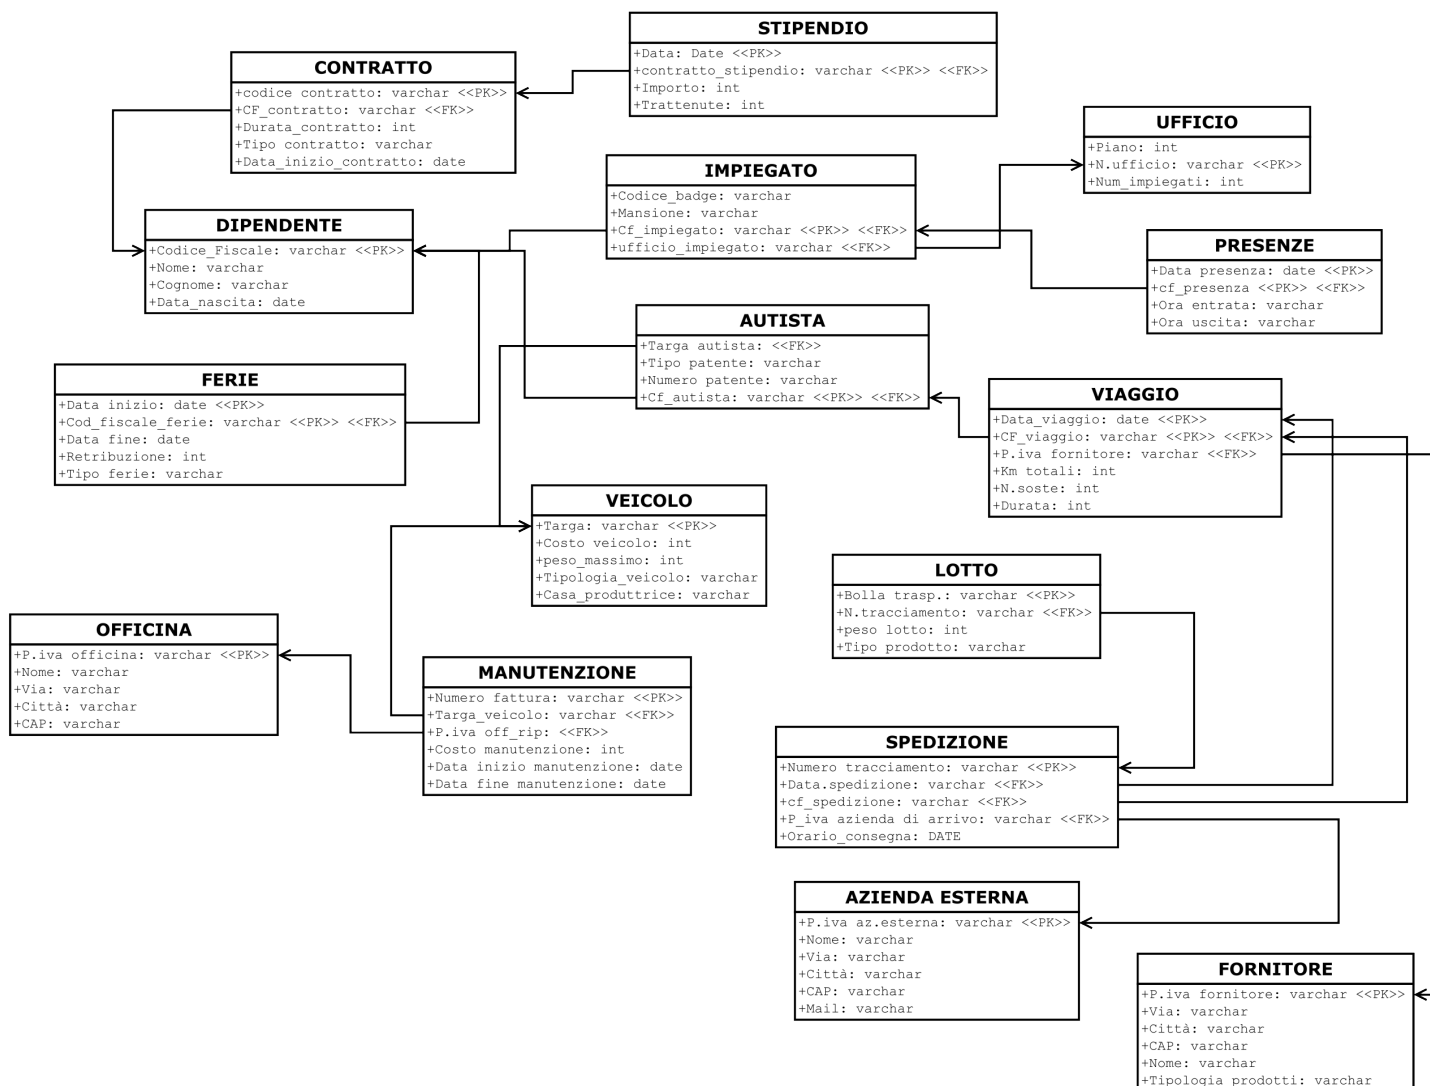 STIPENDIO
+Data: Date <<PK>>
+contratto_stipendio: varchar <<PK>> <<FK>>
+Importo: int
+Trattenute: int
CONTRATTO
+codice contratto: varchar <<PK>>
+CF_contratto: varchar <<FK>>
+Durata_contratto: int
+Tipo contratto: varchar
+Data_inizio_contratto: date
UFFICIO
+Piano: int
+N.ufficio: varchar <<PK>>
+Num_impiegati: int
IMPIEGATO
+Codice_badge: varchar
+Mansione: varchar
+Cf_impiegato: varchar <<PK>> <<FK>>
+ufficio_impiegato: varchar <<FK>>
DIPENDENTE
+Codice_Fiscale: varchar <<PK>>
+Nome: varchar
+Cognome: varchar
+Data_nascita: date
PRESENZE
+Data presenza: date <<PK>>
+cf_presenza <<PK>> <<FK>>
+Ora entrata: varchar
+Ora uscita: varchar
AUTISTA
+Targa autista: <<FK>>
+Tipo patente: varchar
+Numero patente: varchar
+Cf_autista: varchar <<PK>> <<FK>>
FERIE
+Data inizio: date <<PK>>
+Cod_fiscale_ferie: varchar <<PK>> <<FK>>
+Data fine: date
+Retribuzione: int
+Tipo ferie: varchar
VIAGGIO
+Data_viaggio: date <<PK>>
+CF_viaggio: varchar <<PK>> <<FK>>
+P.iva fornitore: varchar <<FK>>
+Km totali: int
+N.soste: int
+Durata: int
VEICOLO
+Targa: varchar <<PK>>
+Costo veicolo: int
+peso_massimo: int
+Tipologia_veicolo: varchar
+Casa_produttrice: varchar
LOTTO
+Bolla trasp.: varchar <<PK>>
+N.tracciamento: varchar <<FK>>
+peso lotto: int
+Tipo prodotto: varchar
OFFICINA
+P.iva officina: varchar <<PK>>
+Nome: varchar
+Via: varchar
+Città: varchar
+CAP: varchar
MANUTENZIONE
+Numero fattura: varchar <<PK>>
+Targa_veicolo: varchar <<FK>>
+P.iva off_rip: <<FK>>
+Costo manutenzione: int
+Data inizio manutenzione: date
+Data fine manutenzione: date
SPEDIZIONE
+Numero tracciamento: varchar <<PK>>
+Data.spedizione: varchar <<FK>>
+cf_spedizione: varchar <<FK>>
+P_iva azienda di arrivo: varchar <<FK>>
+Orario_consegna: DATE
AZIENDA ESTERNA
+P.iva az.esterna: varchar <<PK>>
+Nome: varchar
+Via: varchar
+Città: varchar
+CAP: varchar
+Mail: varchar
FORNITORE
+P.iva fornitore: varchar <<PK>>
+Via: varchar
+Città: varchar
+CAP: varchar
+Nome: varchar
+Tipologia prodotti: varchar